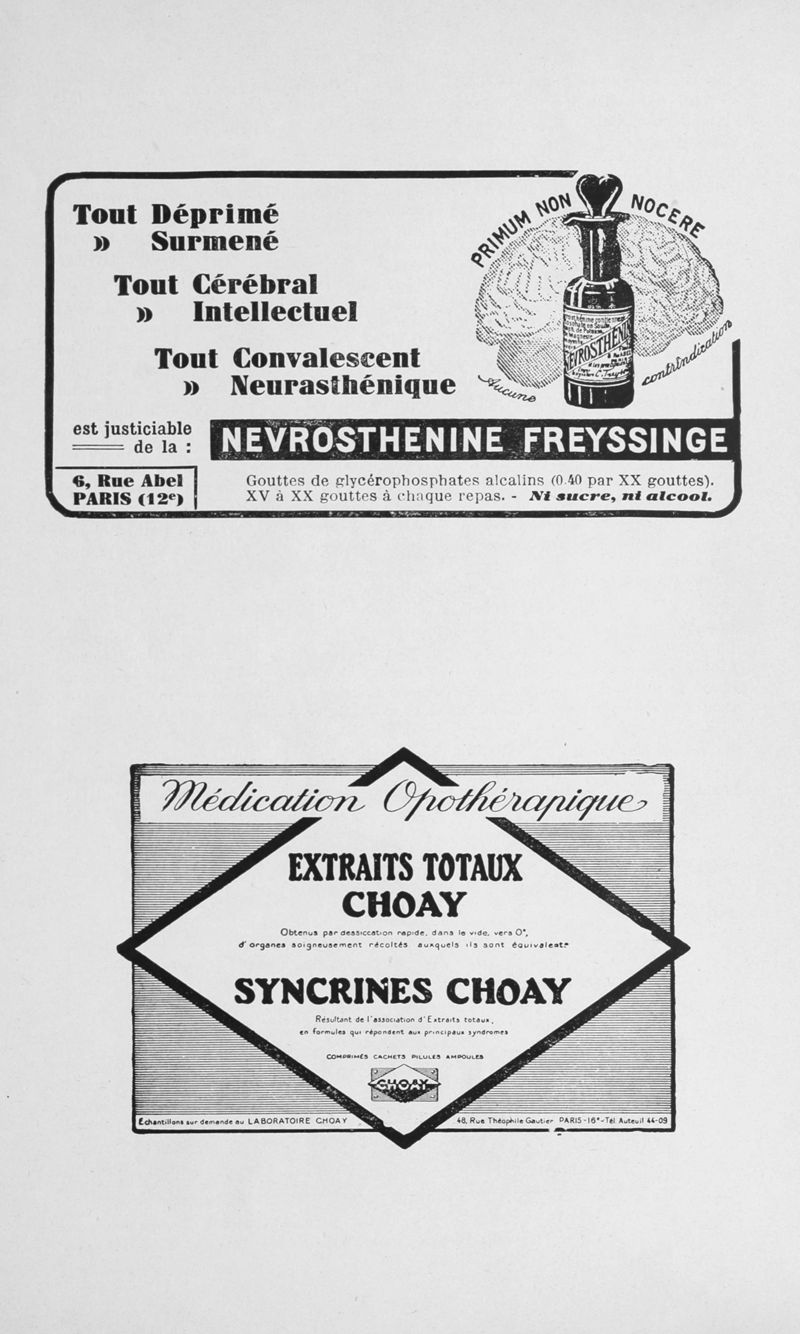 Tout Déprimé
» Surmené
Tout Cérébral
» Intellectuel
Tout Convalescent
» Neurasthénique
PRIMUM NON NOCERE
Aucune contrindication
NEVROSTHENINE
est justiciable
de la :
NEVROSTHENINE FREYSSINGE
6, Rue Abel
PARIS (12e)
Gouttes de glycérophosphates alcalins (0.40 par XX gouttes).
XV à XX gouttes à chaque repas. - Ni sucre, ni alcool.
Médication Opothérapique
EXTRAITS TOTAUX
CHOAY
Obtenus par dessiccation rapide, dans le vide, vers 0°,
d'organes soigneusement récoltés auxquels ils sont équivalents
SYNCRINES CHOAY
Résultant de l'association d'Extraits totaux,
en formules qui répondent aux principaux syndromes
COMPRIMÉS CACHETS PILULES AMPOULES
CHOAY
Échantillons sur demande au LABORATOIRE CHOAY
48, Rue Théophile Gautier PARIS-16e-Tél. Auteuil 44-09